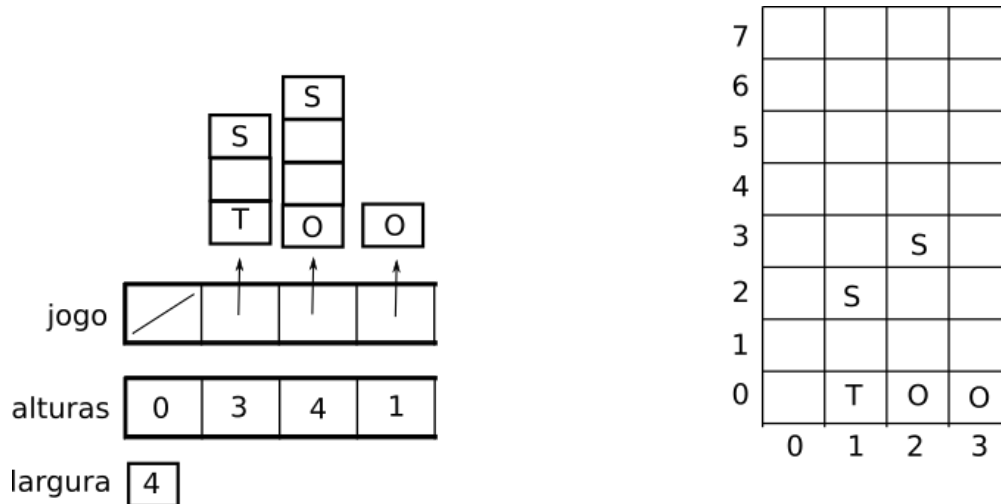 S
S
T O O
jogo
alturas 0 3 4 1
largura 4
7
6
5
4
3 S
2 S
1
0 T O O
0 1 2 3